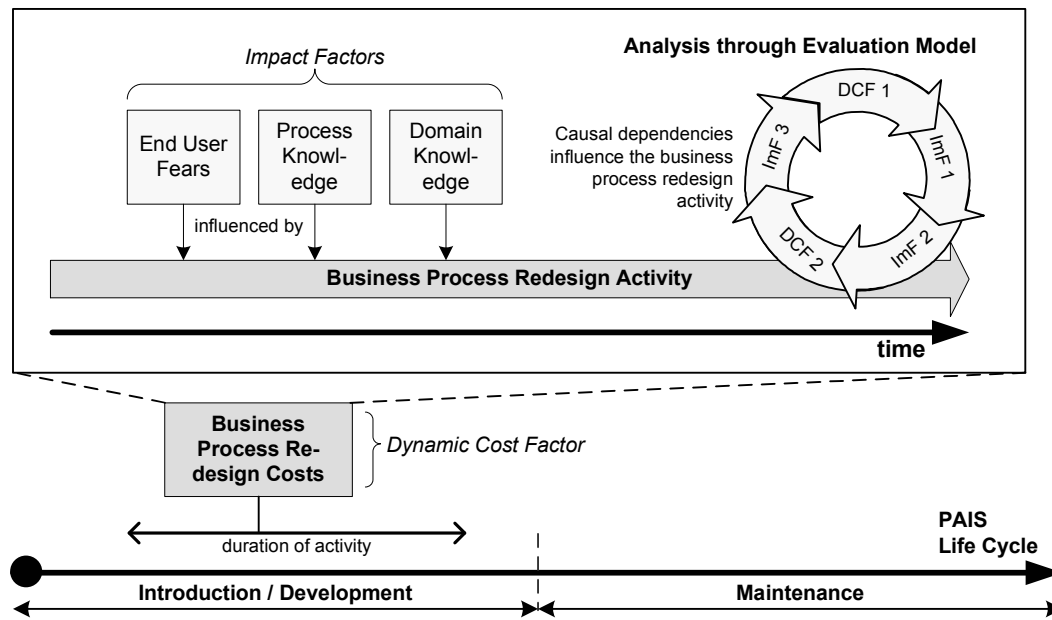 Impact Factors
Analysis through Evaluation Model
End User
Fears
Process
Knowl-
edge
Domain
Knowl-
edge
Causal dependencies
influence the business
process redesign
activity
DCF 1
ImF 1
ImF 2
DCF 2
ImF 3
influenced by
Business Process Redesign Activity
time
Business
Process Re-
design Costs
Dynamic Cost Factor
duration of activity
PAIS
Life Cycle
Introduction / Development
Maintenance